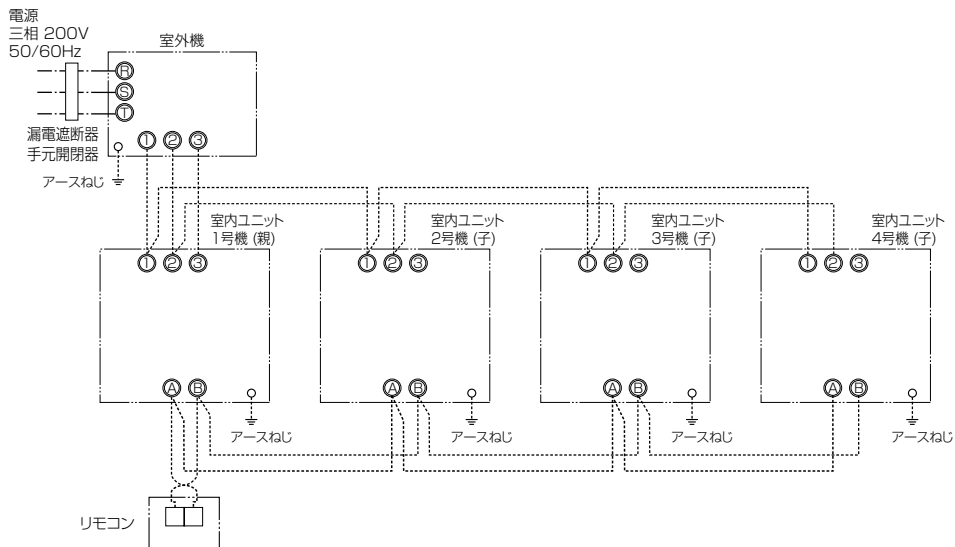 電源
三相 200V
50/60Hz
室外機
R
S
T
漏電遮断器
手元開閉器
① ② ③
アースねじ
室内ユニット
1号機 (親)
室内ユニット
2号機 (子)
室内ユニット
3号機 (子)
室内ユニット
4号機 (子)
① ② ③
① ② ③
① ② ③
① ② ③
A B
A B
A B
A B
アースねじ
アースねじ
アースねじ
アースねじ
リモコン